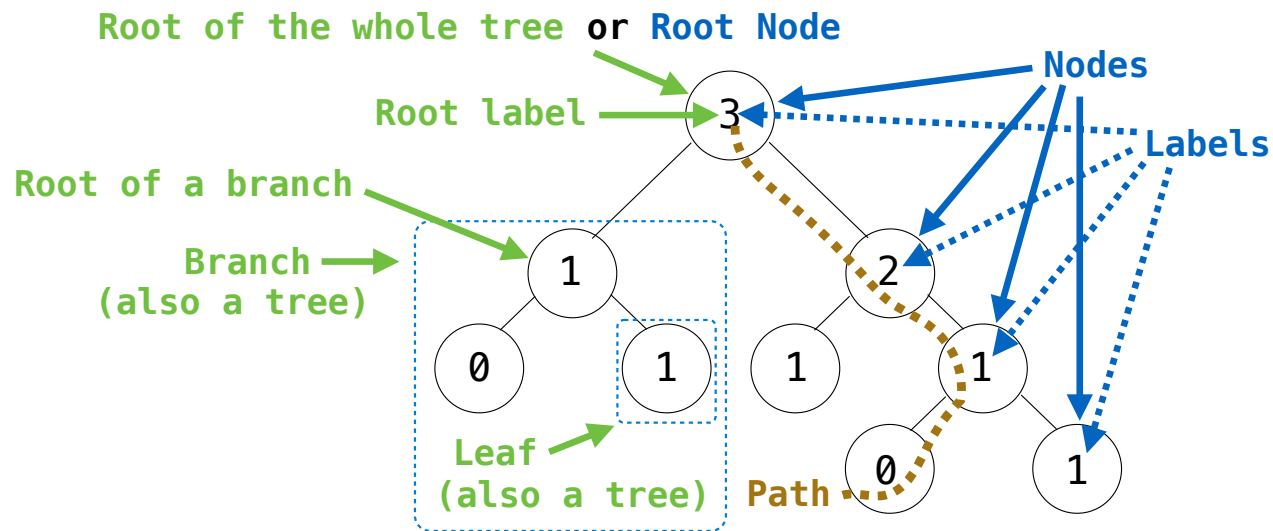 Root of the whole tree or Root Node
Nodes
Root label
3
Labels
Root of a branch
Branch
(also a tree)
1
2
0
1
1
1
Leaf
(also a tree)
Path
0
1